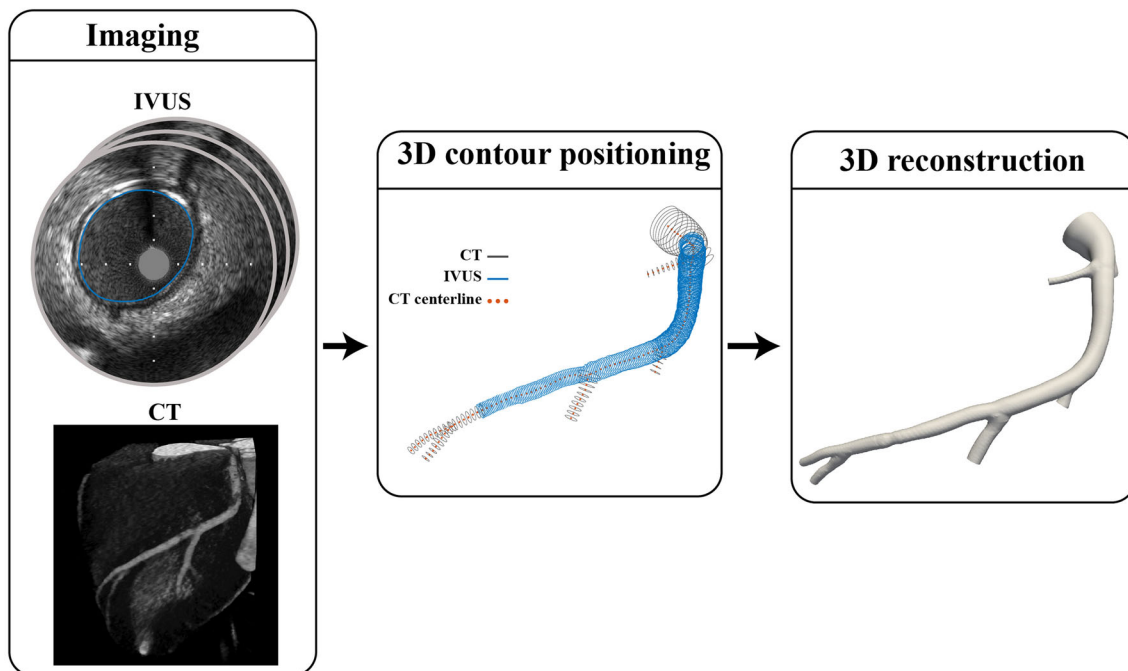 Imaging
IVUS
CT
3D contour positioning
CT
IVUS
CT centerline
3D reconstruction